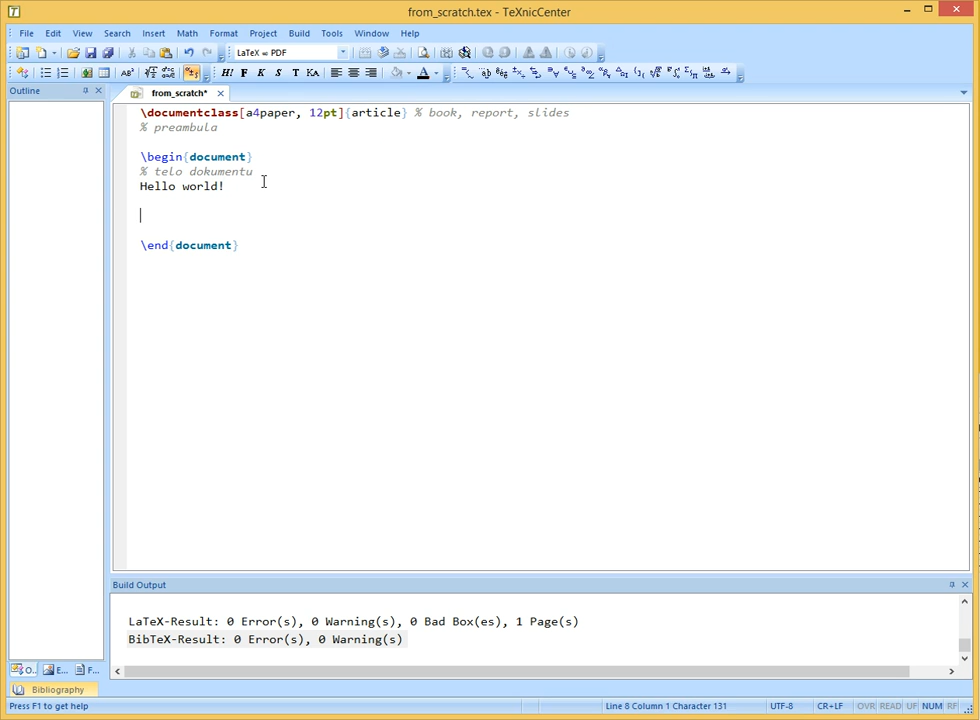 from_scratch.tex - TeXnicCenter
File Edit View Search Insert Math Format Project Build Tools Window Help
LaTeX ⇒ PDF
Outline
from_scratch*
\documentclass[a4paper, 12pt]{article} % book, report, slides
% preambula
\begin{document}
% telo dokumentu
Hello world!
\end{document}
Build Output
LaTeX-Result: 0 Error(s), 0 Warning(s), 0 Bad Box(es), 1 Page(s)
BibTeX-Result: 0 Error(s), 0 Warning(s)
O... E... F...
Bibliography
Press F1 to get help
Line 8 Column 1 Character 131 UTF-8 CR+LF OVR READ UF NUM RF